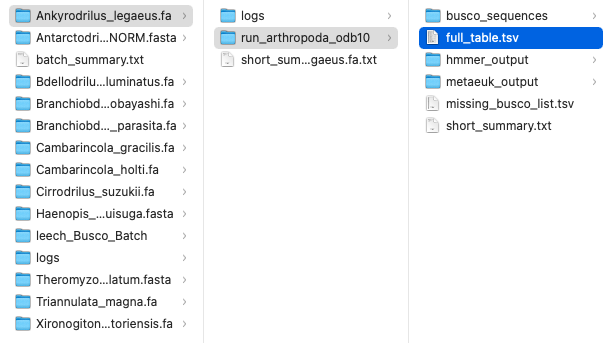 Ankyrodrilus_legaeus.fa
Antarctodri...NORM.fasta
batch_summary.txt
Bdellodrilu...luminatus.fa
Branchiobd...obayashi.fa
Branchiobd..._parasita.fa
Cambarincola_gracilis.fa
Cambarincola_holti.fa
Cirrodrilus_suzukii.fa
Haenopis_...uisuga.fasta
leech_Busco_Batch
logs
Theromyzo...latum.fasta
Triannulata_magna.fa
Xironogiton...toriensis.fa
logs
run_arthropoda_odb10
short_sum...gaeus.fa.txt
busco_sequences
full_table.tsv
hmmer_output
metaeuk_output
missing_busco_list.tsv
short_summary.txt